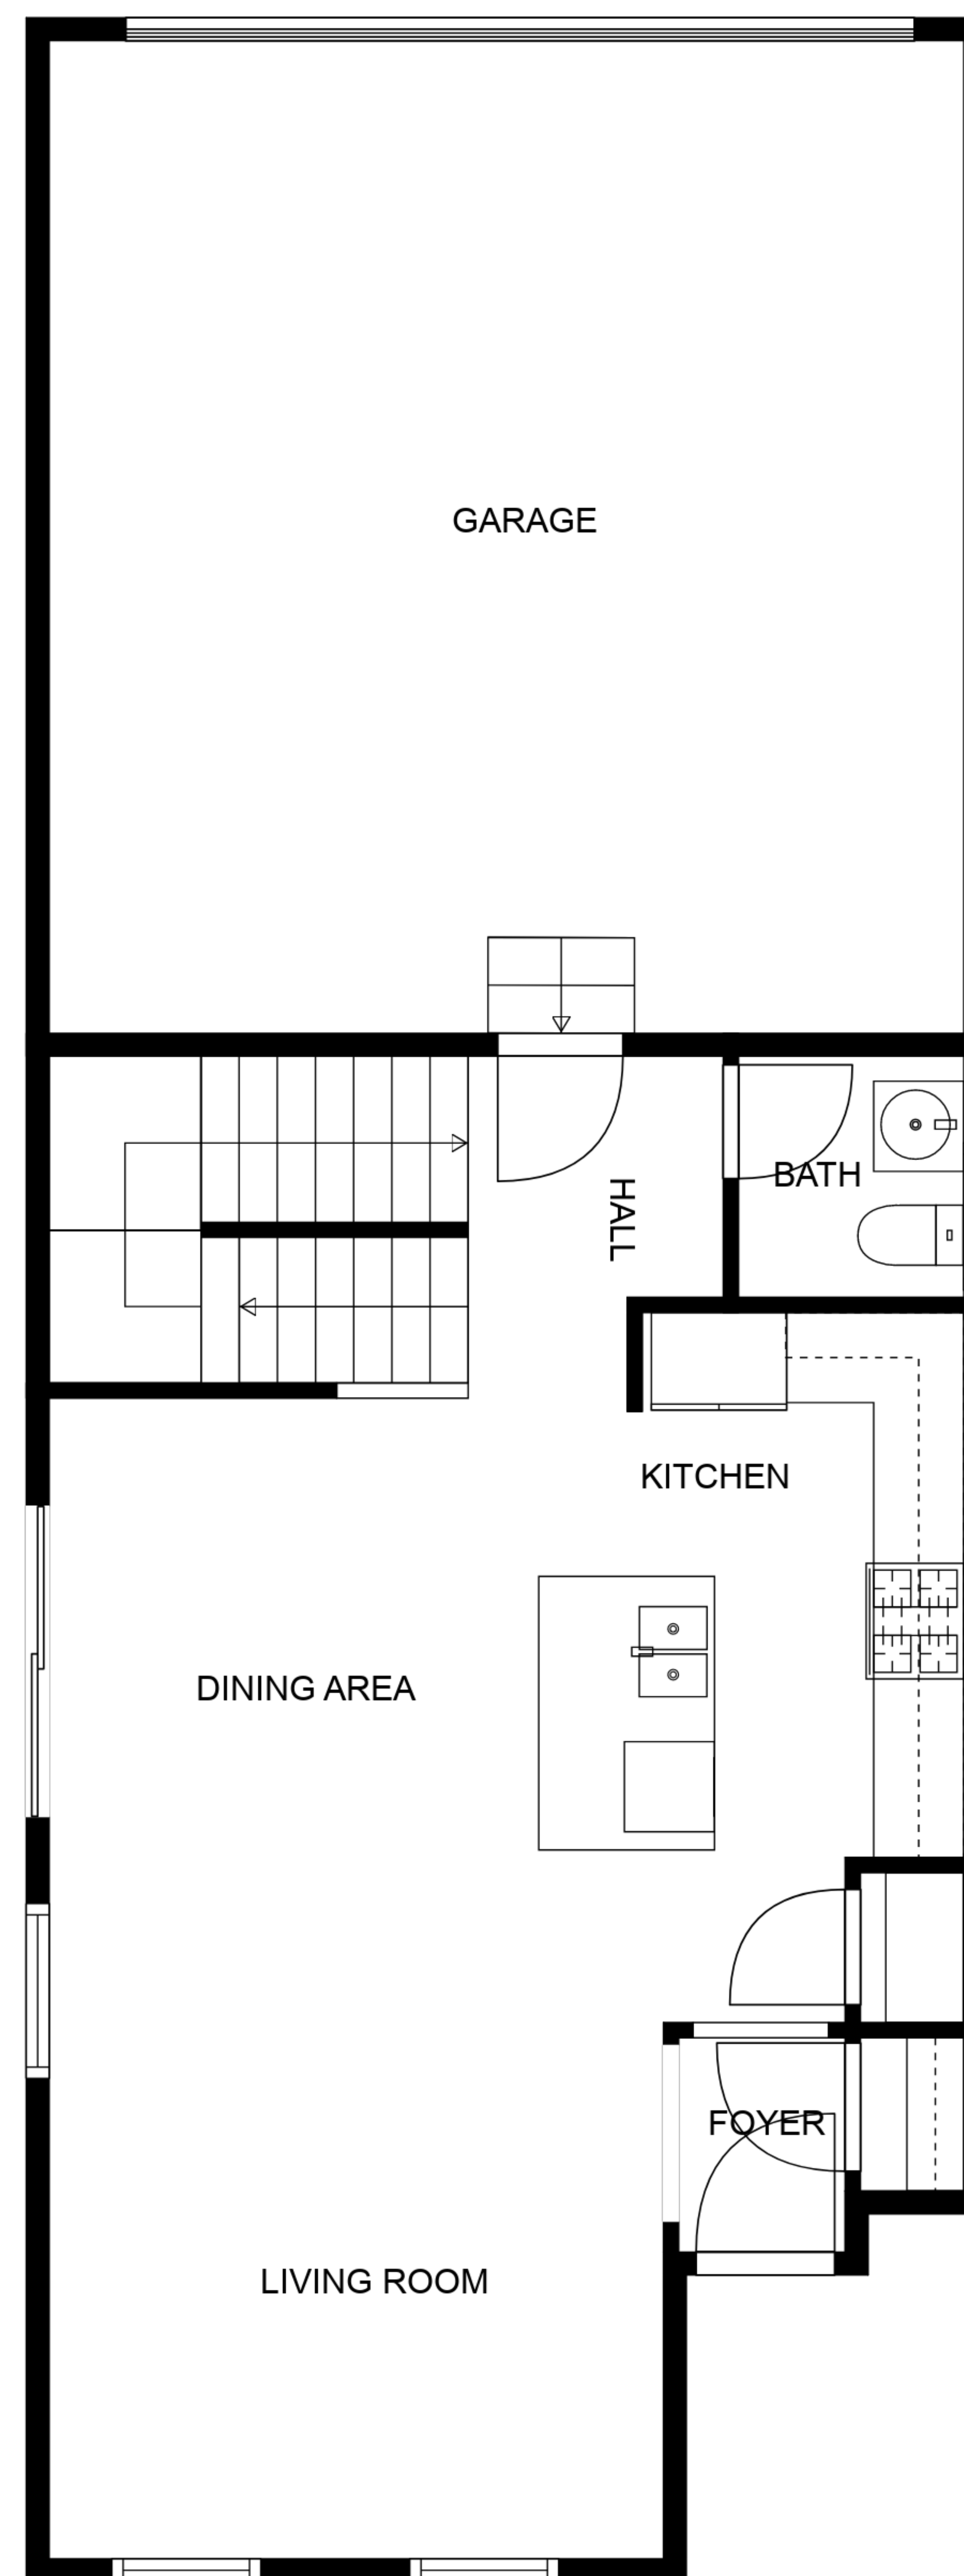 GARAGE
BATH
HALL
KITCHEN
DINING AREA
FOYER
LIVING ROOM